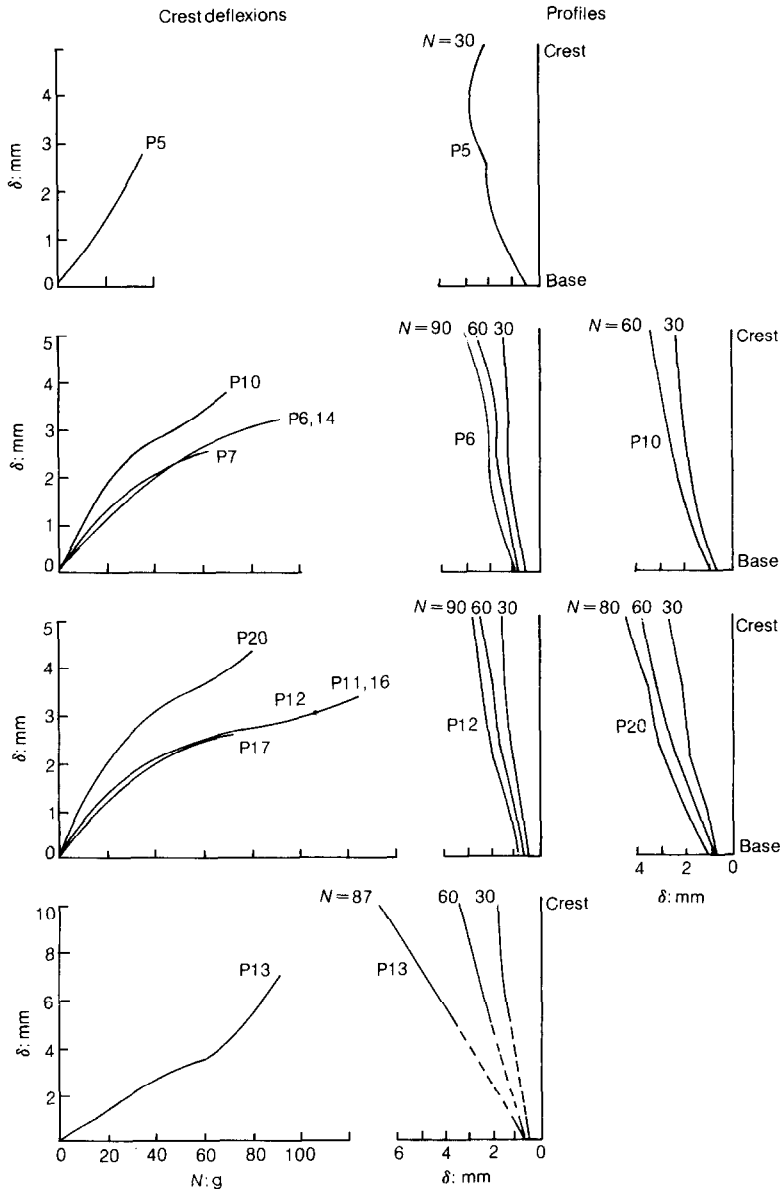 Crest deflexions
Profiles
δ: mm
4
3
2
1
0
P5
N = 30
Crest
P5
Base
δ: mm
5
4
3
2
1
0
P10
P6, 14
P7
N = 90 60 30
P6
N = 60 30
Crest
P10
Base
δ: mm
5
4
3
2
1
0
P20
P11, 16
P12
P17
N = 90 60 30
P12
N = 80 60 30
Crest
P20
Base
4 2 0
δ: mm
δ: mm
10
8
6
4
2
0
P13
0 20 40 60 80 100
N: g
N = 87 60 30
Crest
P13
6 4 2 0
δ: mm